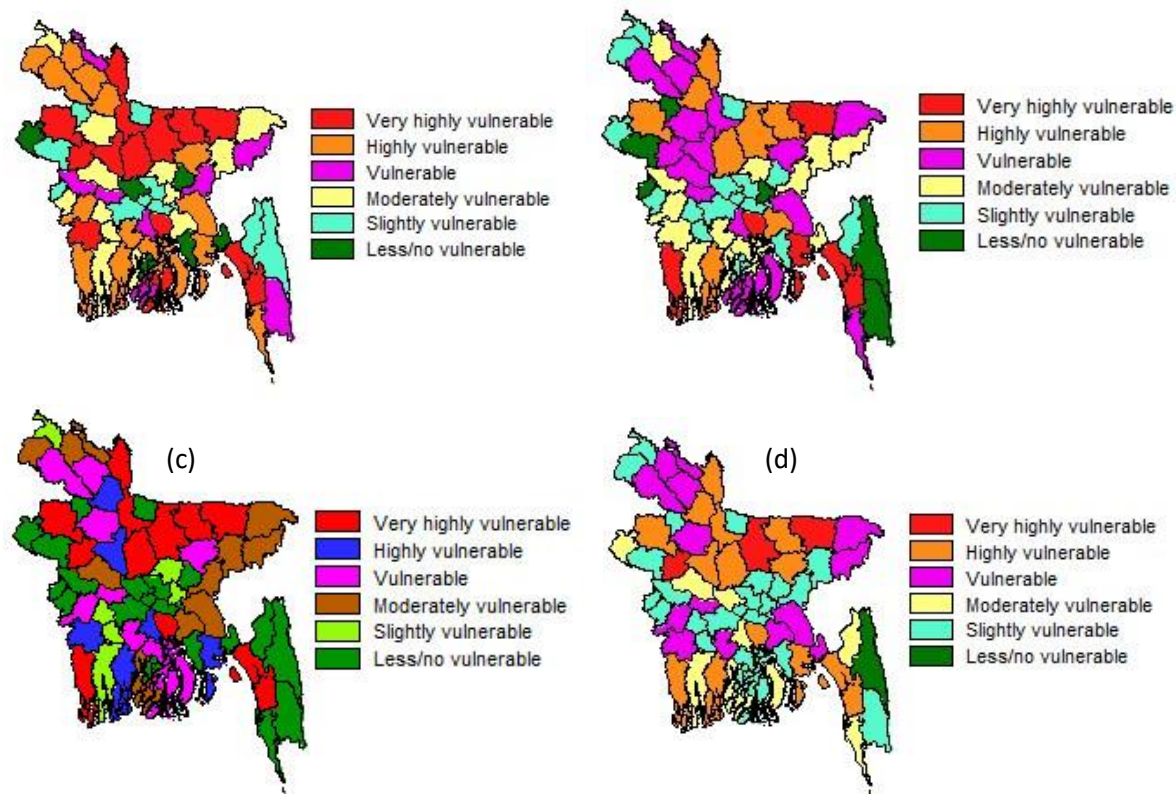 Very highly vulnerable
Highly vulnerable
Vulnerable
Moderately vulnerable
Slightly vulnerable
Less/no vulnerable
Very highly vulnerable
Highly vulnerable
Vulnerable
Moderately vulnerable
Slightly vulnerable
Less/no vulnerable
(c)
Very highly vulnerable
Highly vulnerable
Vulnerable
Moderately vulnerable
Slightly vulnerable
Less/no vulnerable
(d)
Very highly vulnerable
Highly vulnerable
Vulnerable
Moderately vulnerable
Slightly vulnerable
Less/no vulnerable